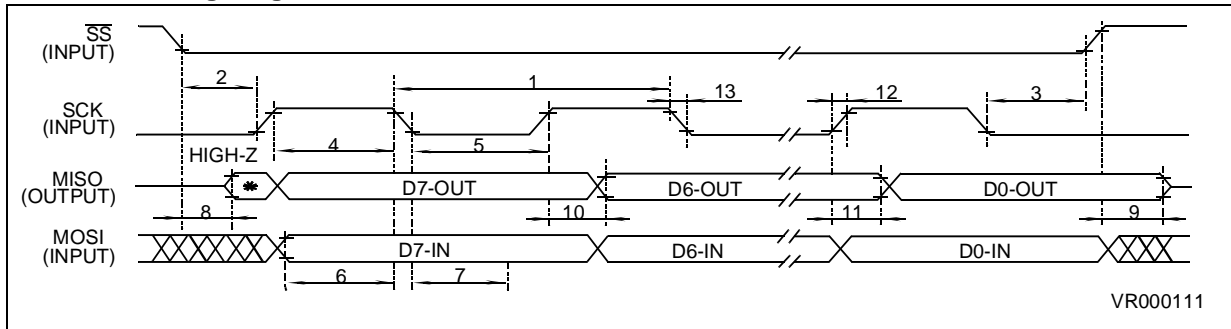 SS
(INPUT)
2
1
13
12
3
SCK
(INPUT)
4
5
HIGH-Z
MISO
(OUTPUT)
*
D7-OUT
D6-OUT
D0-OUT
8
10
11
9
MOSI
(INPUT)
D7-IN
D6-IN
D0-IN
6
7
VR000111